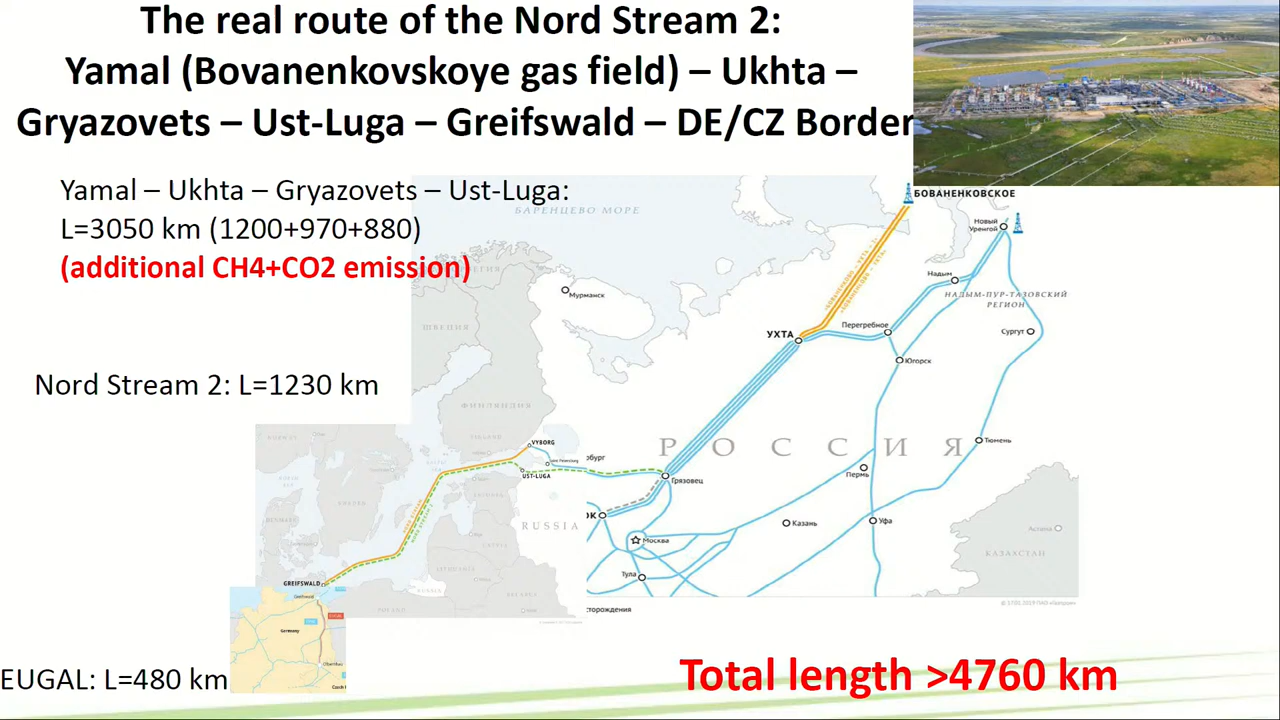 The real route of the Nord Stream 2:
Yamal (Bovanenkovskoye gas field) – Ukhta –
Gryazovets – Ust-Luga – Greifswald – DE/CZ Border
Yamal – Ukhta – Gryazovets – Ust-Luga:
L=3050 km (1200+970+880)
(additional CH4+CO2 emission)
Nord Stream 2: L=1230 km
EUGAL: L=480 km
Total length >4760 km
БОВАНЕНКОВСКОЕ
БАРЕНЦЕВО МОРЕ
Новый
Уренгой
Надым
НАДЫМ-ПУР-ТАЗОВСКИЙ
РЕГИОН
Мурманск
ШВЕЦИЯ
УХТА
Перегребное
Сургут
Югорск
ФИНЛЯНДИЯ
РОССИЯ
Тюмень
VYBORG
UST-LUGA
Грязовец
Пермь
RUSSIA
ОК
Казань
Уфа
Астана
Москва
КАЗАХСТАН
Тула
GREIFSWALD
Germany